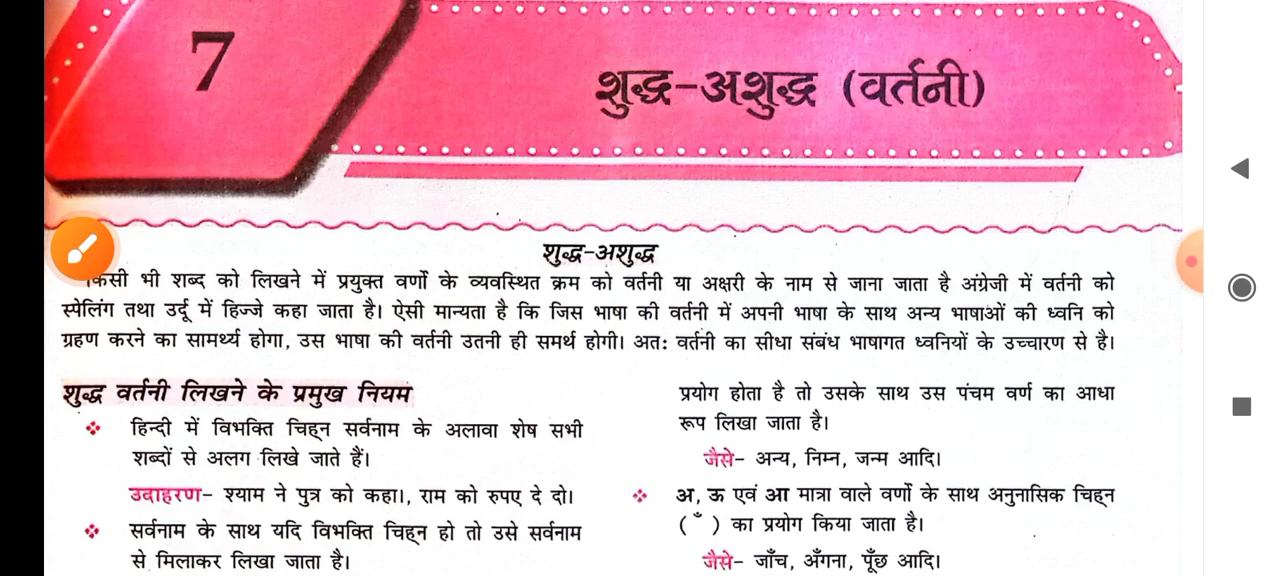 7
शुद्ध-अशुद्ध (वर्तनी)
शुद्ध-अशुद्ध
किसी भी शब्द को लिखने में प्रयुक्त वर्णों के व्यवस्थित क्रम को वर्तनी या अक्षरी के नाम से जाना जाता है अंग्रेजी में वर्तनी को
स्पेलिंग तथा उर्दू में हिज्जे कहा जाता है। ऐसी मान्यता है कि जिस भाषा की वर्तनी में अपनी भाषा के साथ अन्य भाषाओं की ध्वनि को
ग्रहण करने का सामर्थ्य होगा, उस भाषा की वर्तनी उतनी ही समर्थ होगी। अतः वर्तनी का सीधा संबंध भाषागत ध्वनियों के उच्चारण से है।
शुद्ध वर्तनी लिखने के प्रमुख नियम
❖ हिन्दी में विभक्ति चिह्न सर्वनाम के अलावा शेष सभी
शब्दों से अलग लिखे जाते हैं।
उदाहरण- श्याम ने पुत्र को कहा।, राम को रुपए दे दो।
❖ सर्वनाम के साथ यदि विभक्ति चिह्न हो तो उसे सर्वनाम
से मिलाकर लिखा जाता है।
प्रयोग होता है तो उसके साथ उस पंचम वर्ण का आधा
रूप लिखा जाता है।
जैसे- अन्य, निम्न, जन्म आदि।
❖ अ, ऊ एवं आ मात्रा वाले वर्णों के साथ अनुनासिक चिह्न
( ँ ) का प्रयोग किया जाता है।
जैसे- जाँच, अँगना, पूँछ आदि।